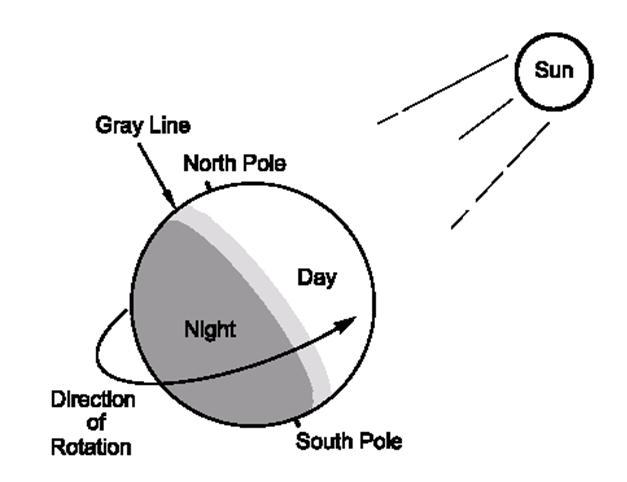 Sun
Gray Line
North Pole
Day
Night
Direction
of
Rotation
South Pole